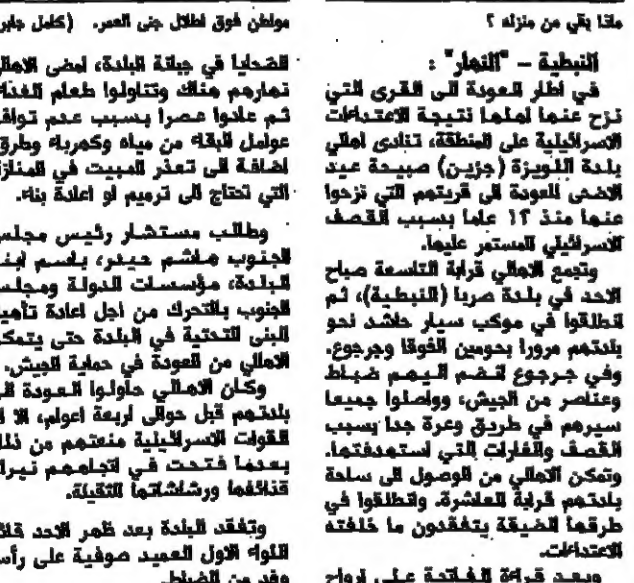 ماذا بقي من منزله ؟
النبطية – "النهار" :
في اطار العودة الى القرى التي
نزح عنها اهلها نتيجة الاعتداءات
الاسرائيلية على المنطقة، تنادى اهالي
بلدة اللويزة (جزين) صبيحة عيد
الاضحى للعودة الى قريتهم التي نزحوا
عنها منذ ١٢ عاما بسبب القصف
الاسرائيلي المستمر عليها.
وتجمع الاهالي قرابة التاسعة صباح
الاحد في بلدة صربا (النبطية)، ثم
انطلقوا في موكب سيار حاشد نحو
بلدتهم مرورا بحومين الفوقا وجرجوع.
وفي جرجوع انضم اليهم ضباط
وعناصر من الجيش، وواصلوا جميعا
سيرهم في طريق وعرة جدا بسبب
القصف والغارات التي استهدفتها.
وتمكن الاهالي من الوصول الى ساحة
بلدتهم قرابة العاشرة. وانطلقوا في
طرقها الضيقة يتفقدون ما خلفته
الاعتداءات.
وبعد قراءة الفاتحة على ارواح
مواطن فوق اطلال جنى العمر. (كامل جابر
الضحايا في جبانة البلدة، امضى الاهالي
نهارهم هناك وتناولوا طعام الغداء
ثم عادوا عصرا بسبب عدم توافر
عوامل البقاء من مياه وكهرباء وطرق
اضافة الى تعذر المبيت في المنازل
التي تحتاج الى ترميم او اعادة بناء.
وطالب مستشار رئيس مجلس
الجنوب هاشم حيدر، باسم ابناء
البلدة، مؤسسات الدولة ومجلس
الجنوب بالتحرك من اجل اعادة تأهيل
البنى التحتية في البلدة حتى يتمكن
الاهالي من العودة في حماية الجيش.
وكان الاهالي حاولوا العودة الى
بلدتهم قبل حوالى اربعة اعوام، الا ان
القوات الاسرائيلية منعتهم من ذلك
بعدما فتحت في اتجاههم نيران
قذائفها ورشاشاتها الثقيلة.
وتفقد البلدة بعد ظهر الاحد قائد
اللواء الاول العميد صوفية على رأس
وفد من الضباط.